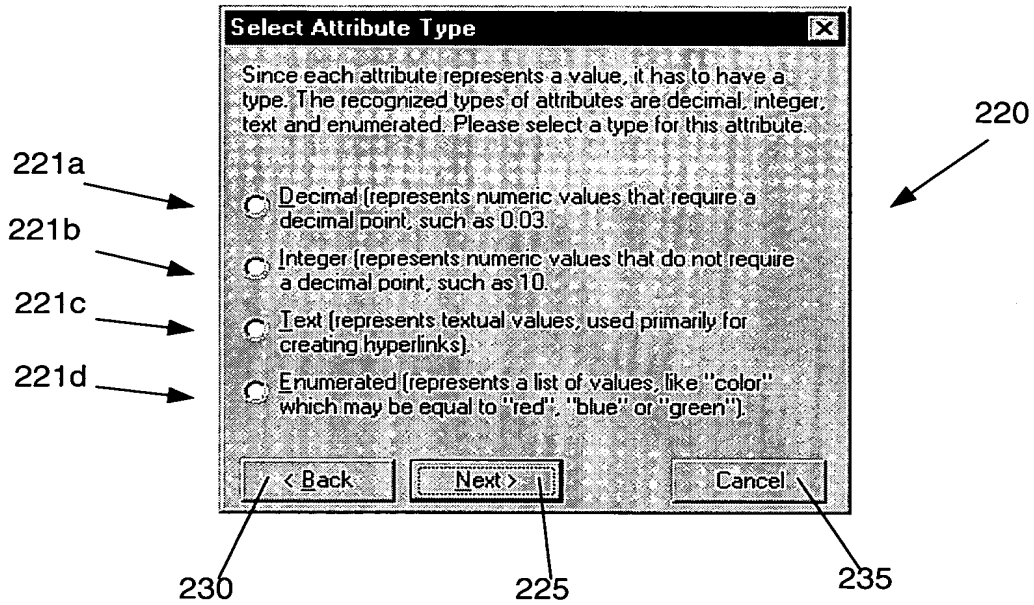 Select Attribute Type
Since each attribute represents a value, it has to have a
type. The recognized types of attributes are decimal, integer,
text and enumerated. Please select a type for this attribute.
220
221a
Decimal (represents numeric values that require a
decimal point, such as 0.03.
221b
Integer (represents numeric values that do not require
a decimal point, such as 10.
221c
Text (represents textual values, used primarily for
creating hyperlinks).
221d
Enumerated (represents a list of values, like "color"
which may be equal to "red", "blue" or "green").
< Back
Next >
Cancel
230
225
235